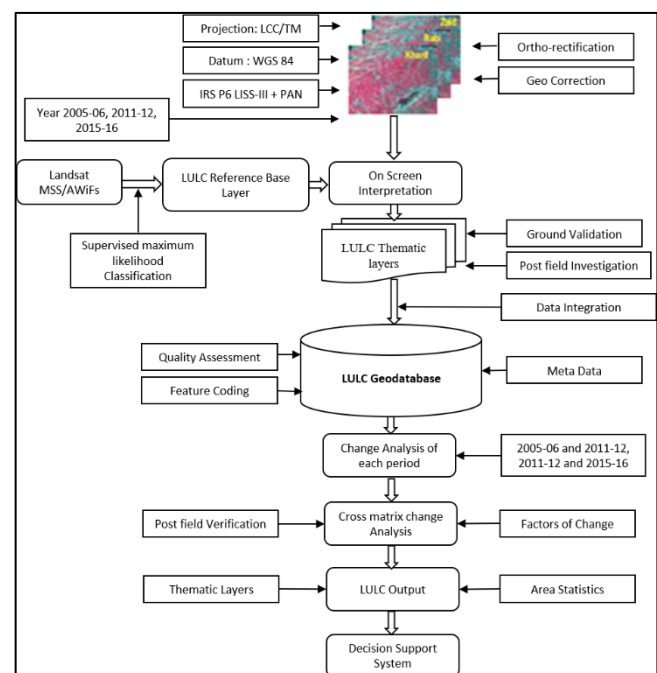 Projection: LCC/TM
Zaid
Rabi
Kharif
Ortho-rectification
Datum : WGS 84
Geo Correction
IRS P6 LISS-III + PAN
Year 2005-06, 2011-12,
2015-16
Landsat
MSS/AWiFs
LULC Reference Base
Layer
On Screen
Interpretation
Supervised maximum
likelihood
Classification
LULC Thematic
layers
Ground Validation
Post field Investigation
Data Integration
Quality Assessment
LULC Geodatabase
Meta Data
Feature Coding
Change Analysis of
each period
2005-06 and 2011-12,
2011-12 and 2015-16
Post field Verification
Cross matrix change
Analysis
Factors of Change
Thematic Layers
LULC Output
Area Statistics
Decision Support
System